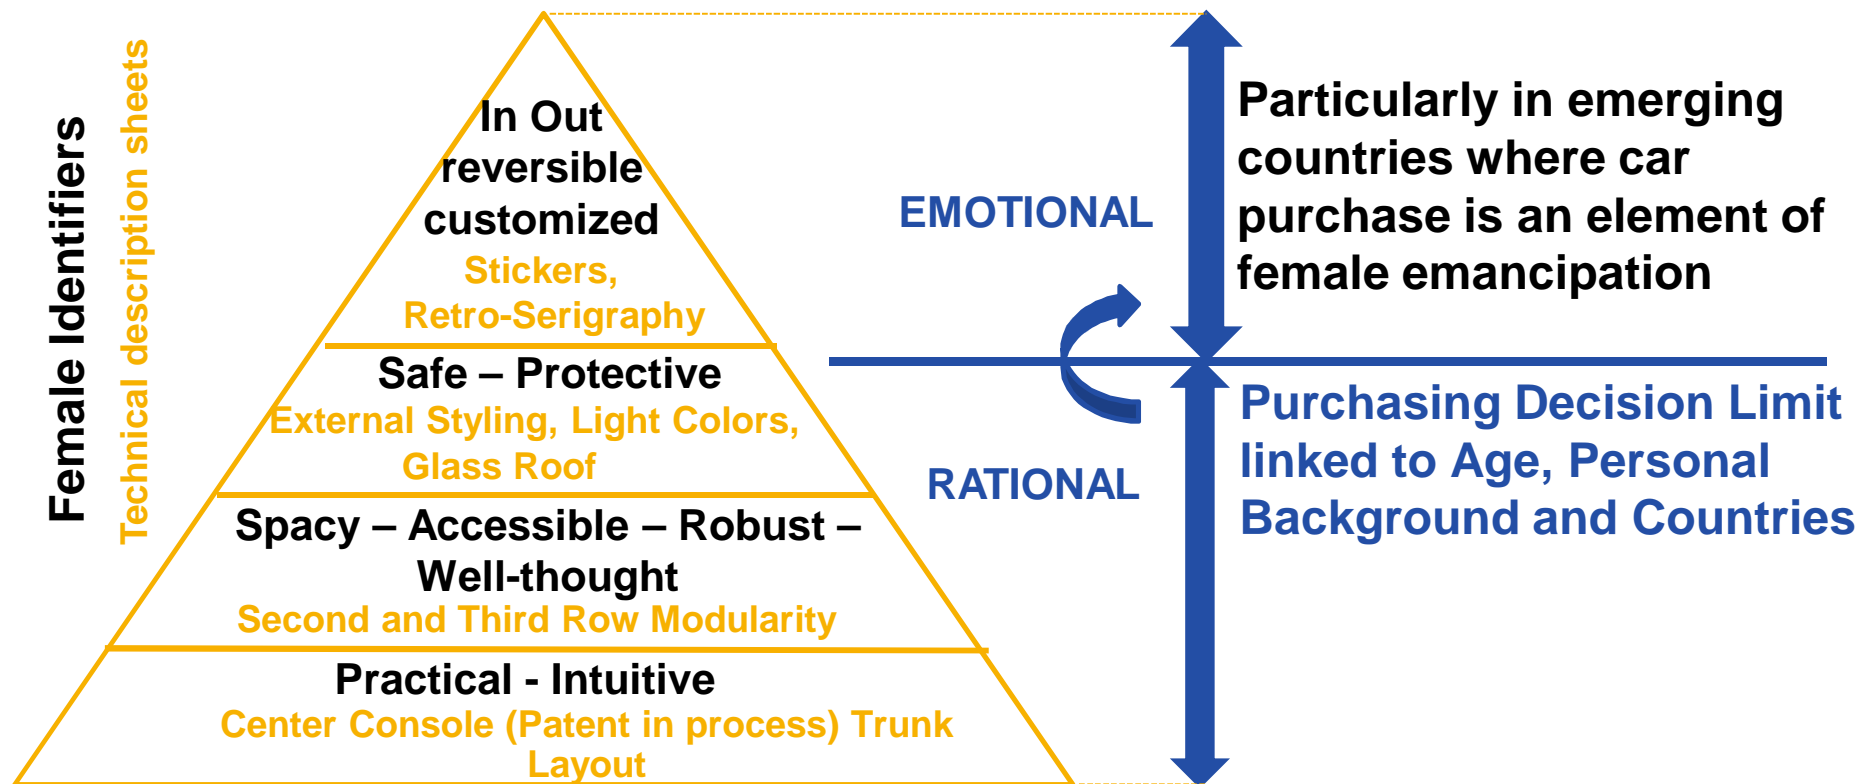 Female Identifiers
Technical description sheets
In Out
reversible
customized
Stickers,
Retro-Serigraphy
Safe – Protective
External Styling, Light Colors,
Glass Roof
Spacy – Accessible – Robust –
Well-thought
Second and Third Row Modularity
Practical - Intuitive
Center Console (Patent in process) Trunk
Layout
EMOTIONAL
RATIONAL
Particularly in emerging
countries where car
purchase is an element of
female emancipation
Purchasing Decision Limit
linked to Age, Personal
Background and Countries